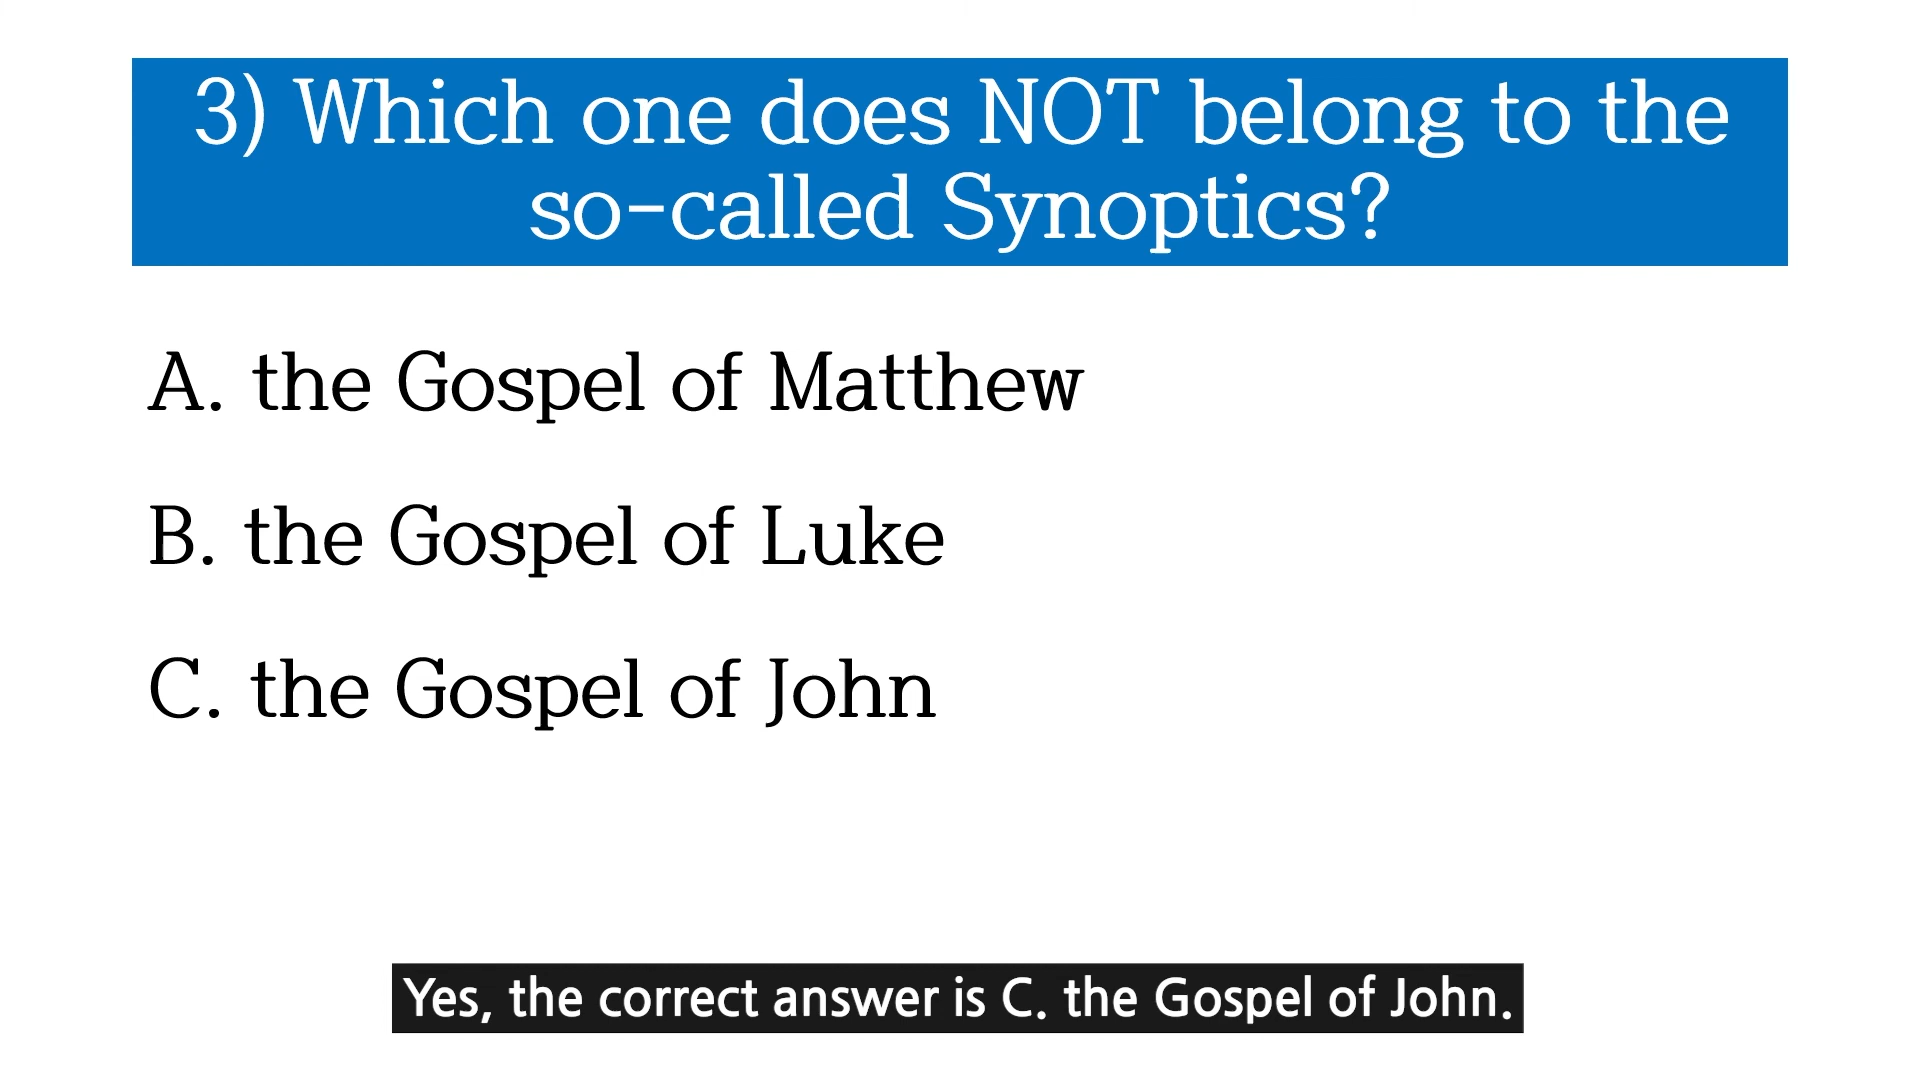 3) Which one does NOT belong to the
so-called Synoptics?
A. the Gospel of Matthew
B. the Gospel of Luke
C. the Gospel of John
Yes, the correct answer is C. the Gospel of John.